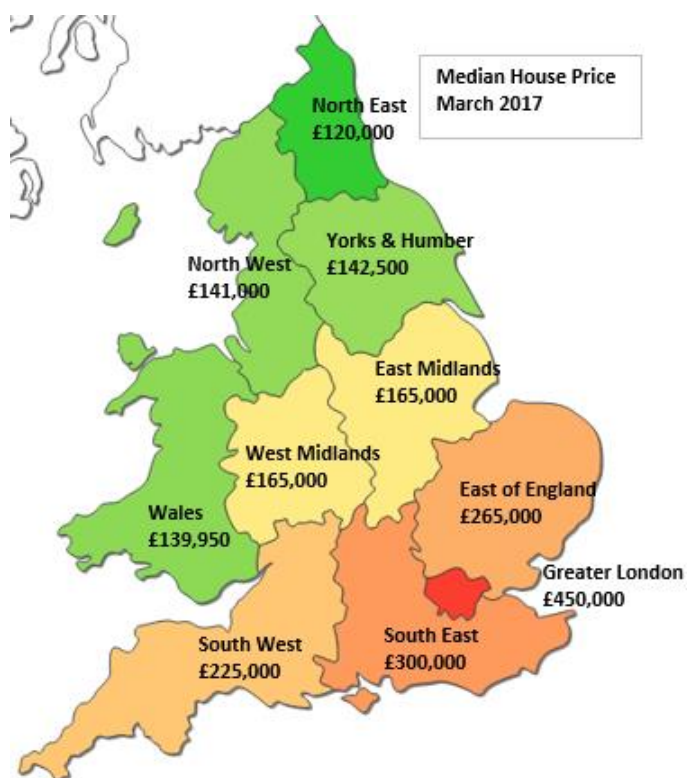 Median House Price
March 2017
North East
£120,000
Yorks & Humber
£142,500
North West
£141,000
East Midlands
£165,000
West Midlands
£165,000
East of England
£265,000
Wales
£139,950
Greater London
£450,000
South West
£225,000
South East
£300,000